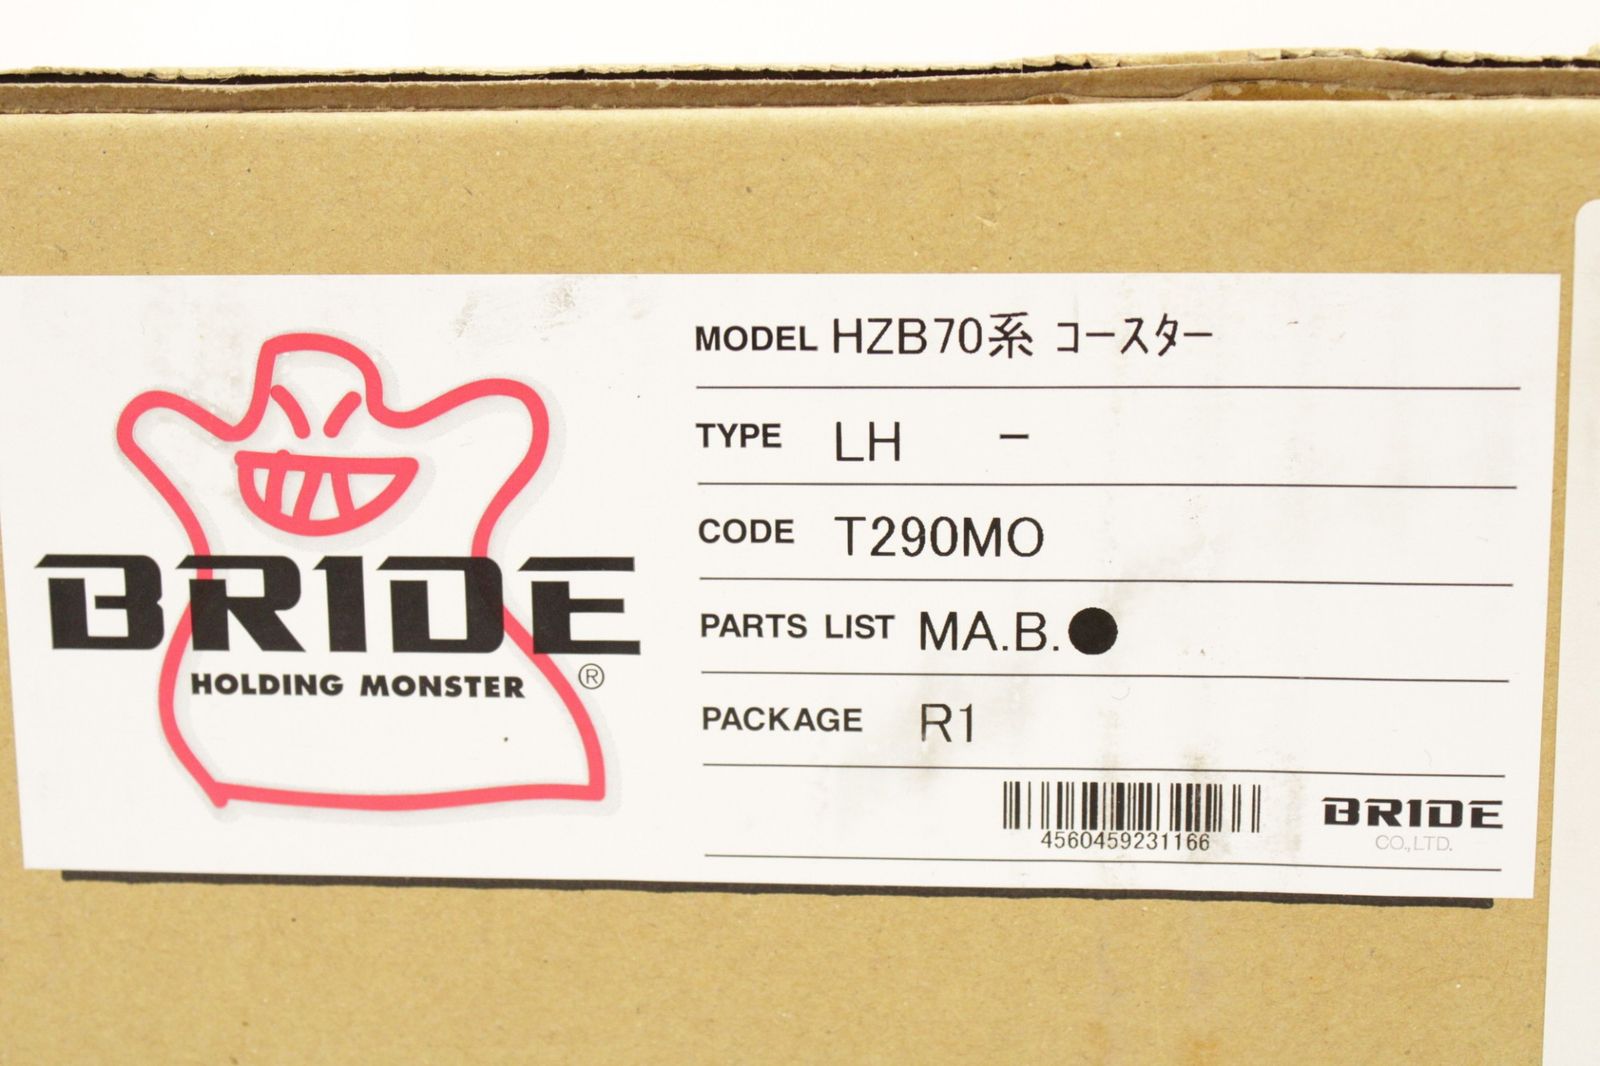 BRIDE
HOLDING MONSTER ®
MODEL HZB70系 コースター
TYPE LH -
CODE T290MO
PARTS LIST MA.B.●
PACKAGE R1
4560459231166
BRIDE
CO.,LTD.